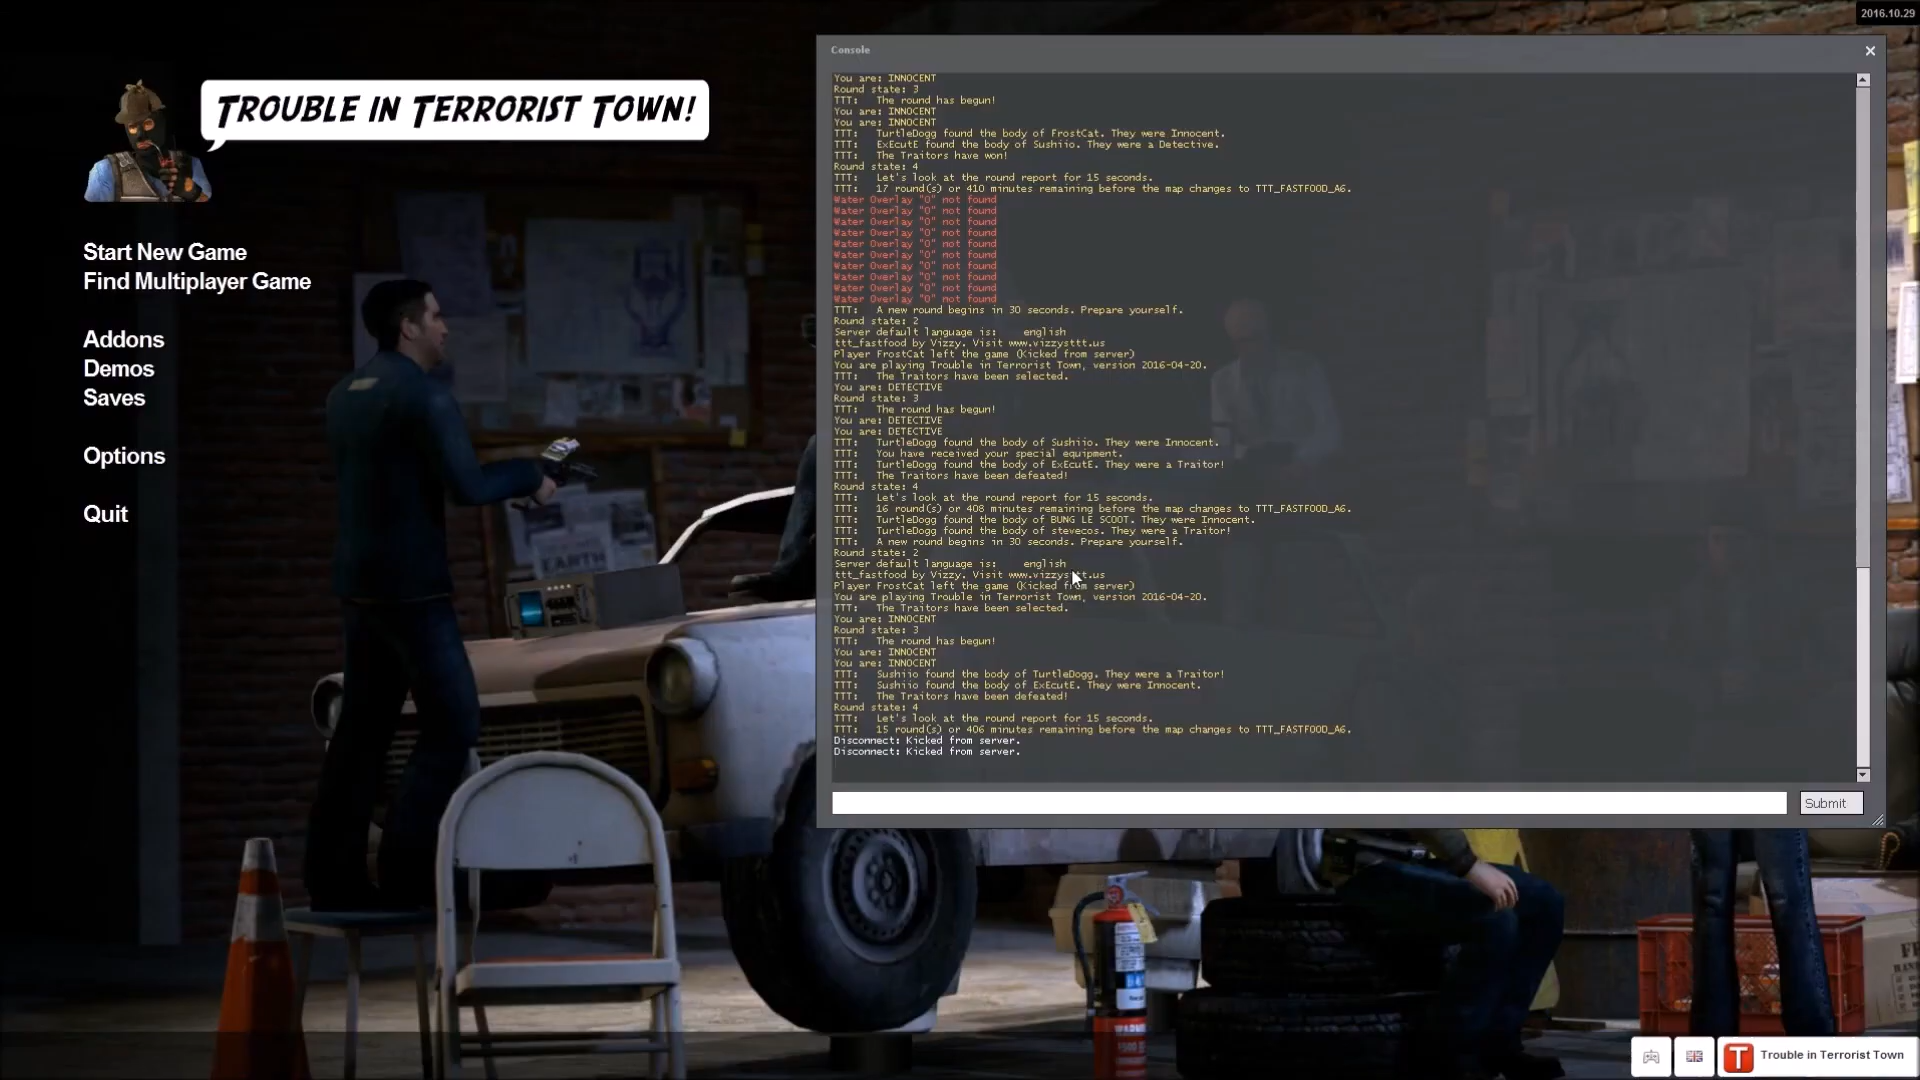 2016.10.29
Console
TROUBLE IN TERRORIST TOWN!
Start New Game
Find Multiplayer Game
Addons
Demos
Saves
Options
Quit
You are: INNOCENT
Round state: 3
TTT: The round has begun!
You are: INNOCENT
You are: INNOCENT
TTT: TurtleDogg found the body of FrostCat. They were Innocent.
TTT: ExEcutE found the body of Sushiio. They were a Detective.
TTT: The Traitors have won!
Round state: 4
TTT: Let's look at the round report for 15 seconds.
TTT: 17 round(s) or 410 minutes remaining before the map changes to TTT_FASTFOOD_A6.
Water Overlay "0" not found
Water Overlay "0" not found
Water Overlay "0" not found
Water Overlay "0" not found
Water Overlay "0" not found
Water Overlay "0" not found
Water Overlay "0" not found
Water Overlay "0" not found
Water Overlay "0" not found
Water Overlay "0" not found
TTT: A new round begins in 30 seconds. Prepare yourself.
Round state: 2
Server default language is: english
ttt_fastfood by Vizzy. Visit www.vizzysttt.us
Player FrostCat left the game (Kicked from server)
You are playing Trouble in Terrorist Town, version 2016-04-20.
TTT: The Traitors have been selected.
You are: DETECTIVE
Round state: 3
TTT: The round has begun!
You are: DETECTIVE
You are: DETECTIVE
TTT: TurtleDogg found the body of Sushiio. They were Innocent.
TTT: You have received your special equipment.
TTT: TurtleDogg found the body of ExEcutE. They were a Traitor!
TTT: The Traitors have been defeated!
Round state: 4
TTT: Let's look at the round report for 15 seconds.
TTT: 16 round(s) or 408 minutes remaining before the map changes to TTT_FASTFOOD_A6.
TTT: TurtleDogg found the body of BUNG LE SCOOT. They were Innocent.
TTT: TurtleDogg found the body of stevecos. They were a Traitor!
TTT: A new round begins in 30 seconds. Prepare yourself.
Round state: 2
Server default language is: english
ttt_fastfood by Vizzy. Visit www.vizzysttt.us
Player FrostCat left the game (Kicked from server)
You are playing Trouble in Terrorist Town, version 2016-04-20.
TTT: The Traitors have been selected.
You are: INNOCENT
Round state: 3
TTT: The round has begun!
You are: INNOCENT
You are: INNOCENT
TTT: Sushiio found the body of TurtleDogg. They were a Traitor!
TTT: Sushiio found the body of ExEcutE. They were Innocent.
TTT: The Traitors have been defeated!
Round state: 4
TTT: Let's look at the round report for 15 seconds.
TTT: 15 round(s) or 406 minutes remaining before the map changes to TTT_FASTFOOD_A6.
Disconnect: Kicked from server.
Disconnect: Kicked from server.
Submit
EARTH
T Trouble in Terrorist Town